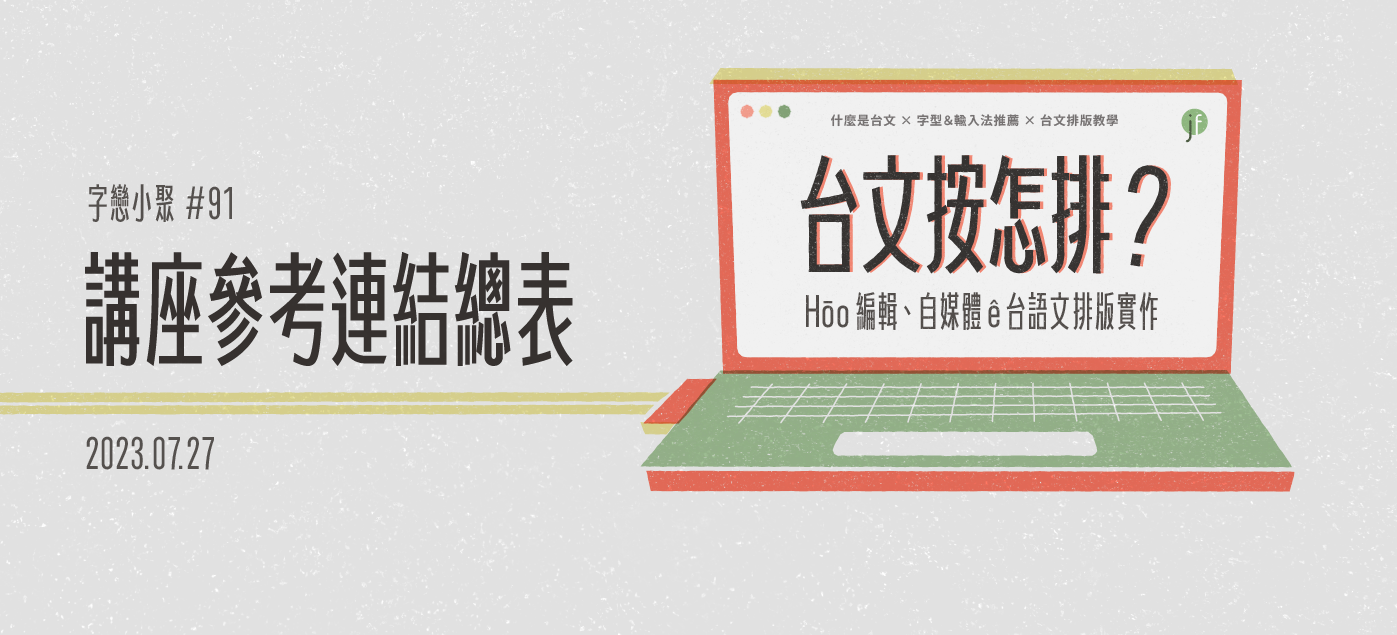 字戀小聚 #91
講座參考連結總表
2023.07.27
什麼是台文 × 字型&輸入法推薦 × 台文排版教學
jf
台文按怎排？
Hōo 編輯、自媒體 ê 台語文排版實作